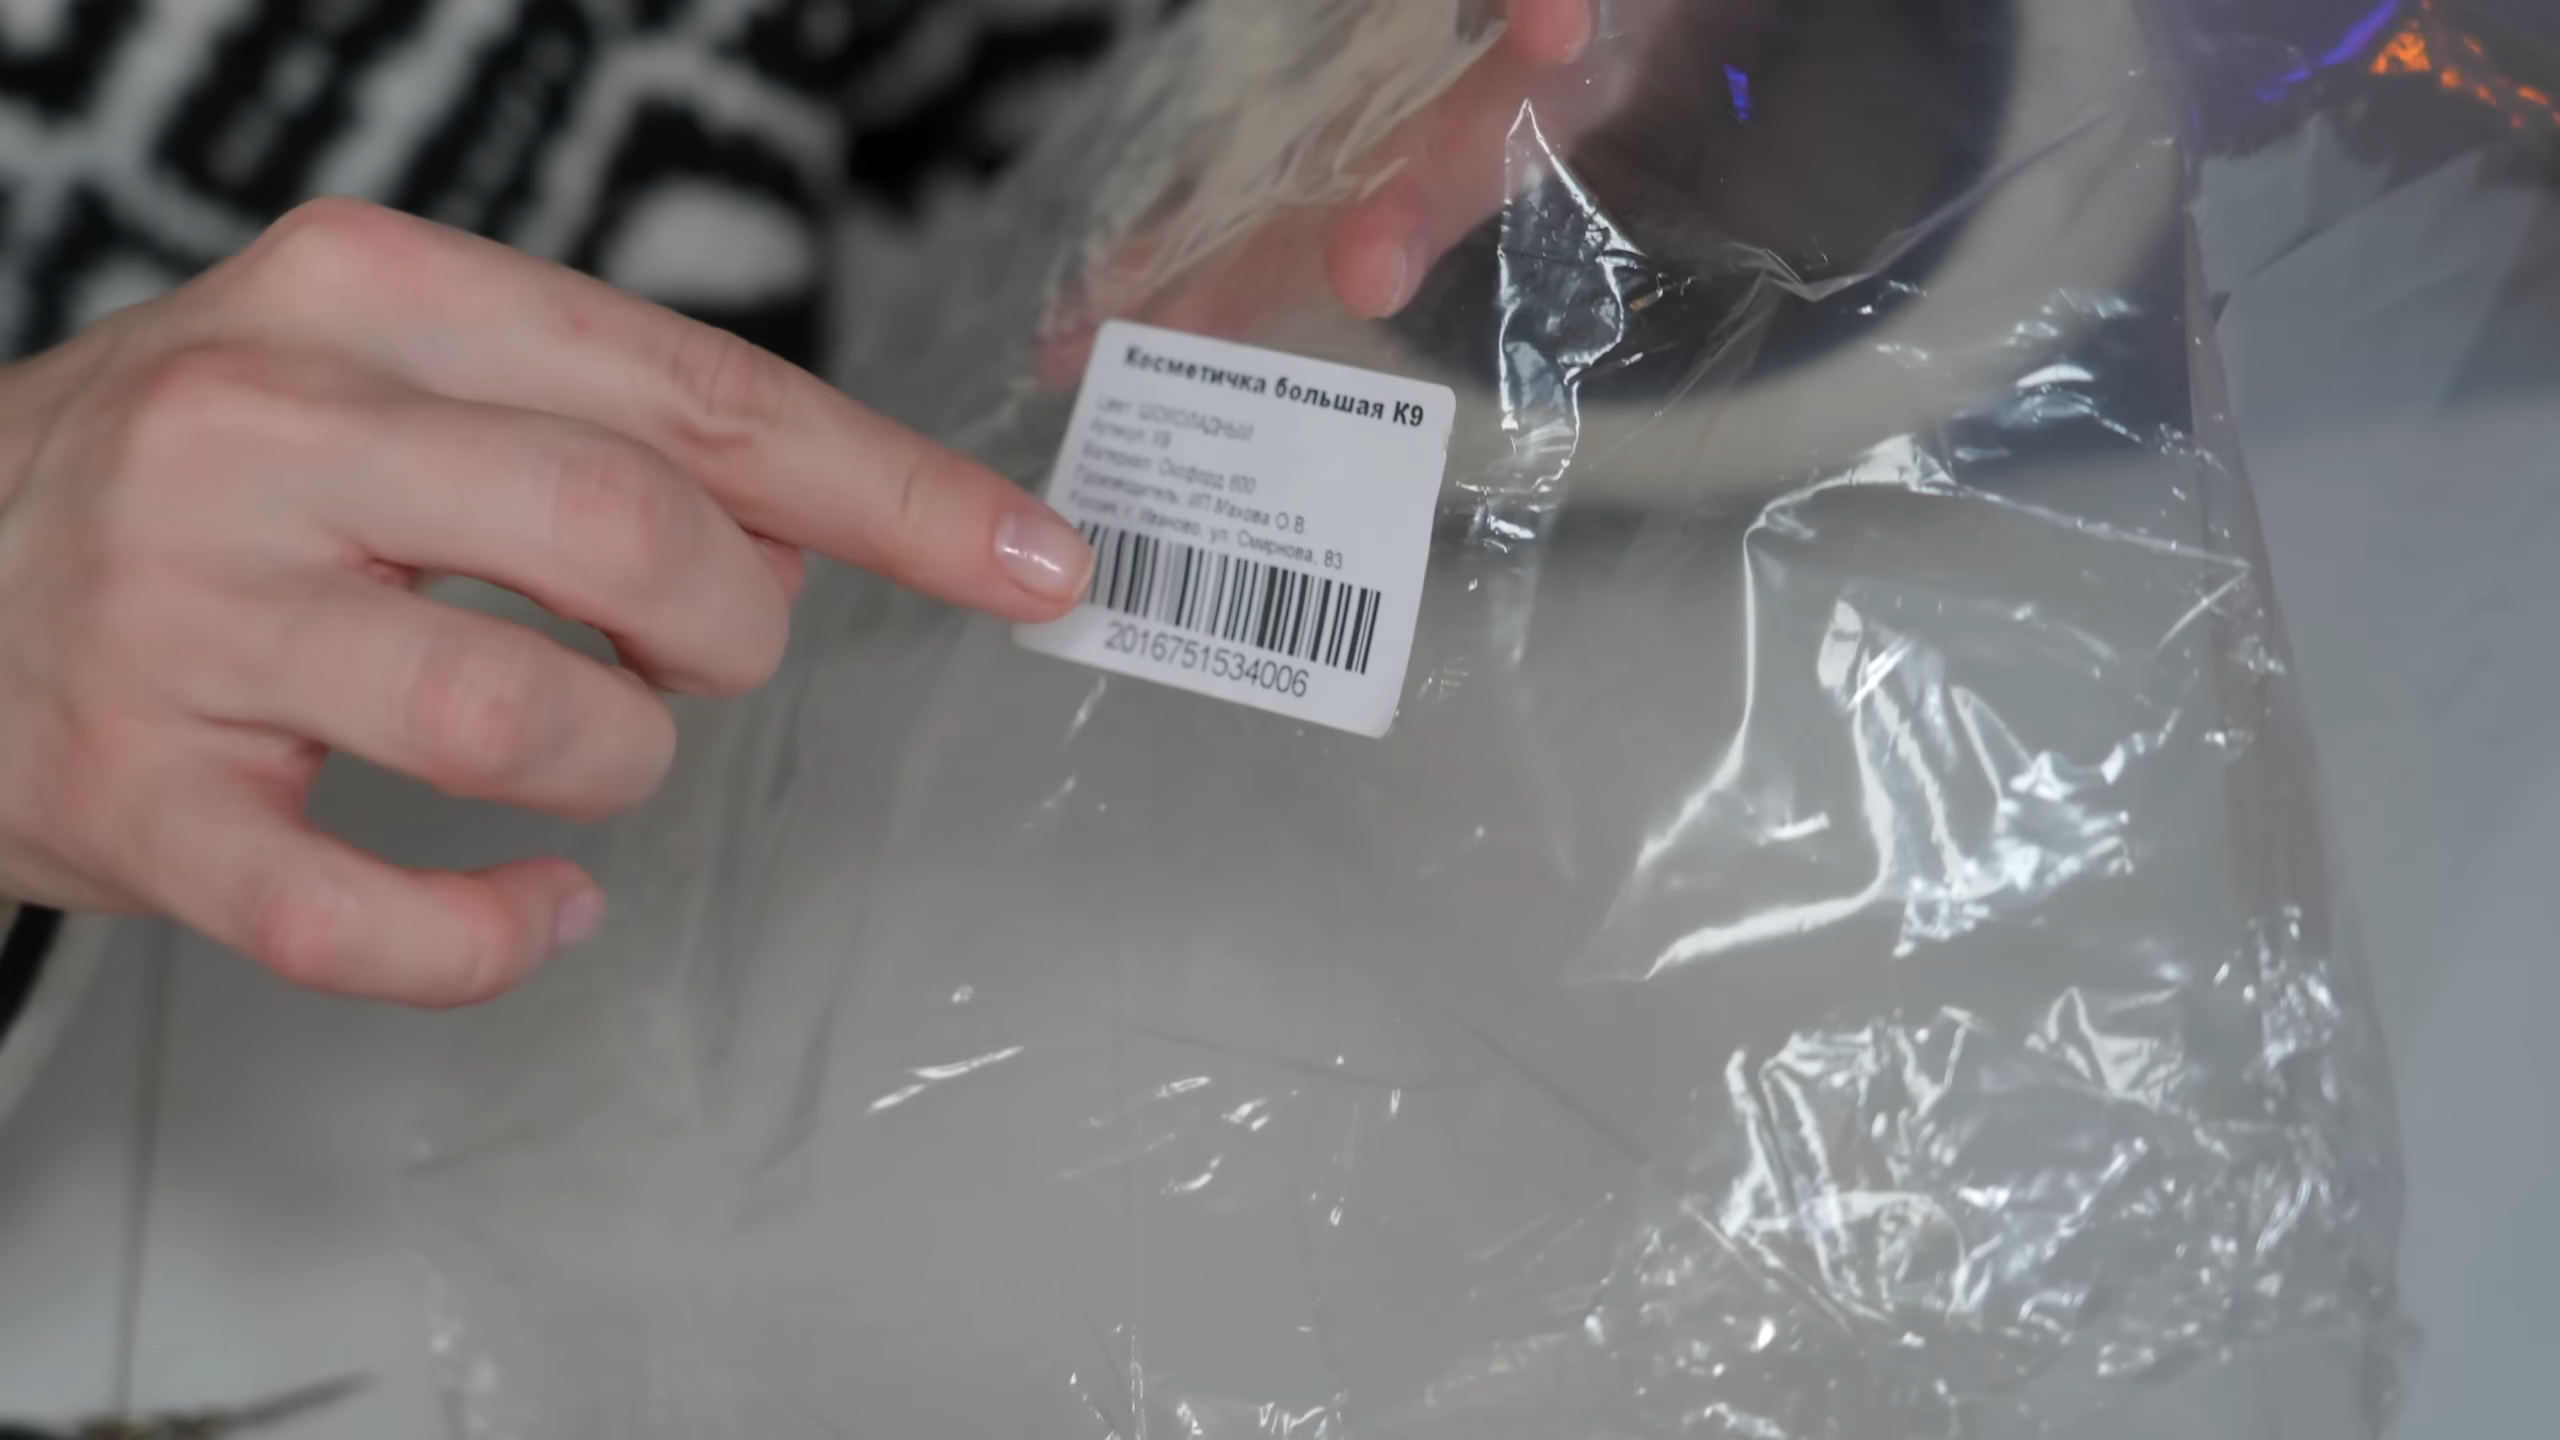 Косметичка большая К9
Цвет: ШОКОЛАДНЫЙ
Артикул: К9
Материал: Оксфорд 600
Производитель: ИП Махова О.В.
Россия, г. Иваново, ул. Смирнова, 83
2016751534006